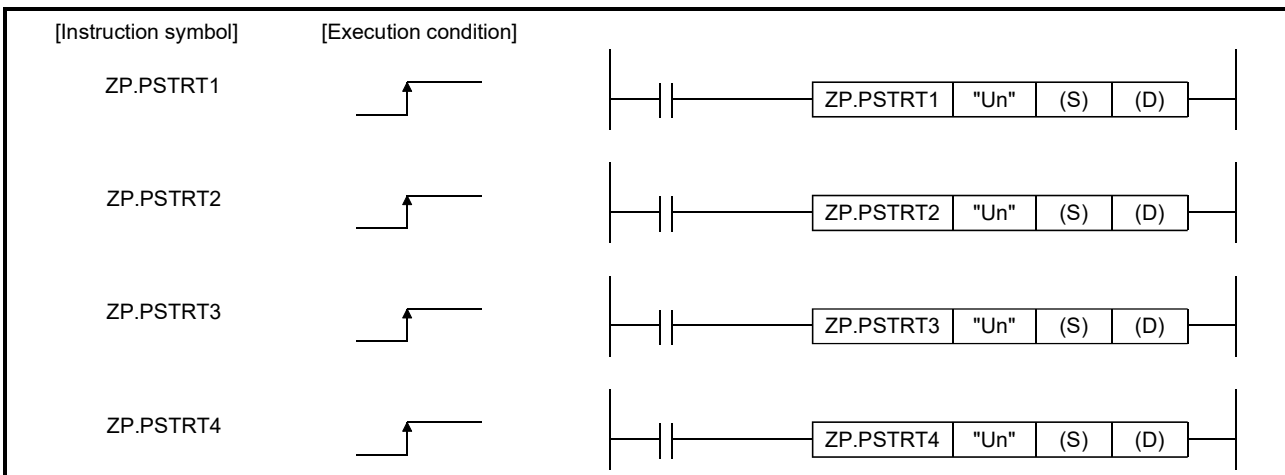 [Instruction symbol] [Execution condition]
ZP.PSTRT1 ZP.PSTRT1 "Un" (S) (D)
ZP.PSTRT2 ZP.PSTRT2 "Un" (S) (D)
ZP.PSTRT3 ZP.PSTRT3 "Un" (S) (D)
ZP.PSTRT4 ZP.PSTRT4 "Un" (S) (D)